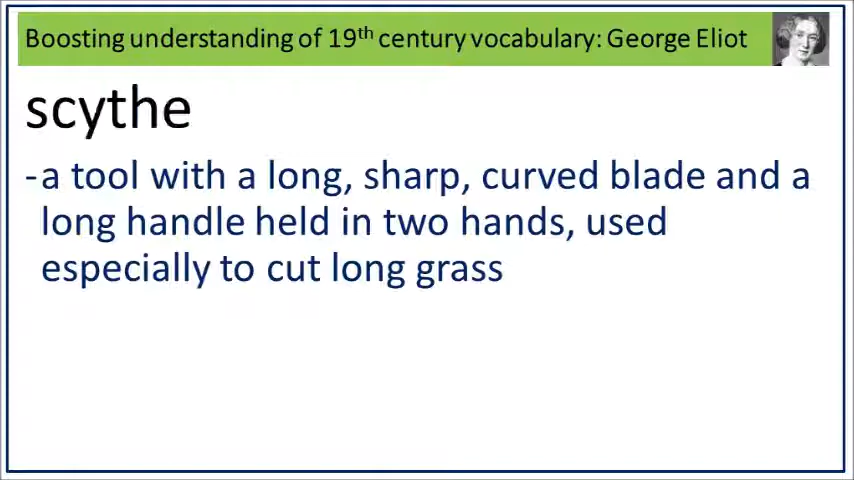 Boosting understanding of 19th century vocabulary: George Eliot
scythe
-a tool with a long, sharp, curved blade and a
long handle held in two hands, used
especially to cut long grass